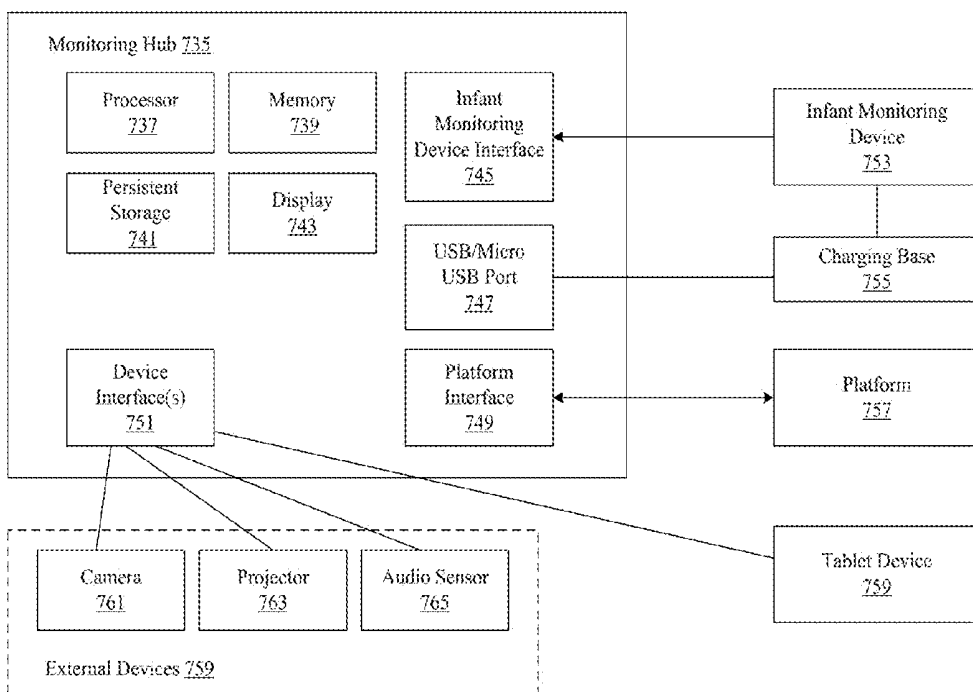 Monitoring Hub 735
Processor
737
Memory
739
Infant
Monitoring
Device Interface
745
Infant Monitoring
Device
753
Persistent
Storage
741
Display
743
USB/Micro
USB Port
747
Charging Base
755
Device
Interface(s)
751
Platform
Interface
749
Platform
757
Camera
761
Projector
763
Audio Sensor
765
Tablet Device
759
External Devices 759